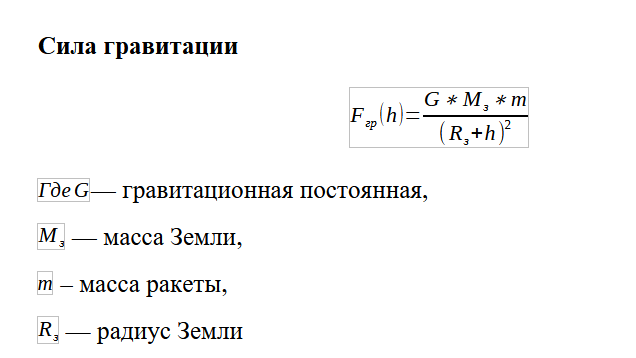 Сила гравитации
F_гр(h)=G∗M_з∗m/(R_з+h)^2
Где G— гравитационная постоянная,
M_з — масса Земли,
m – масса ракеты,
R_з — радиус Земли